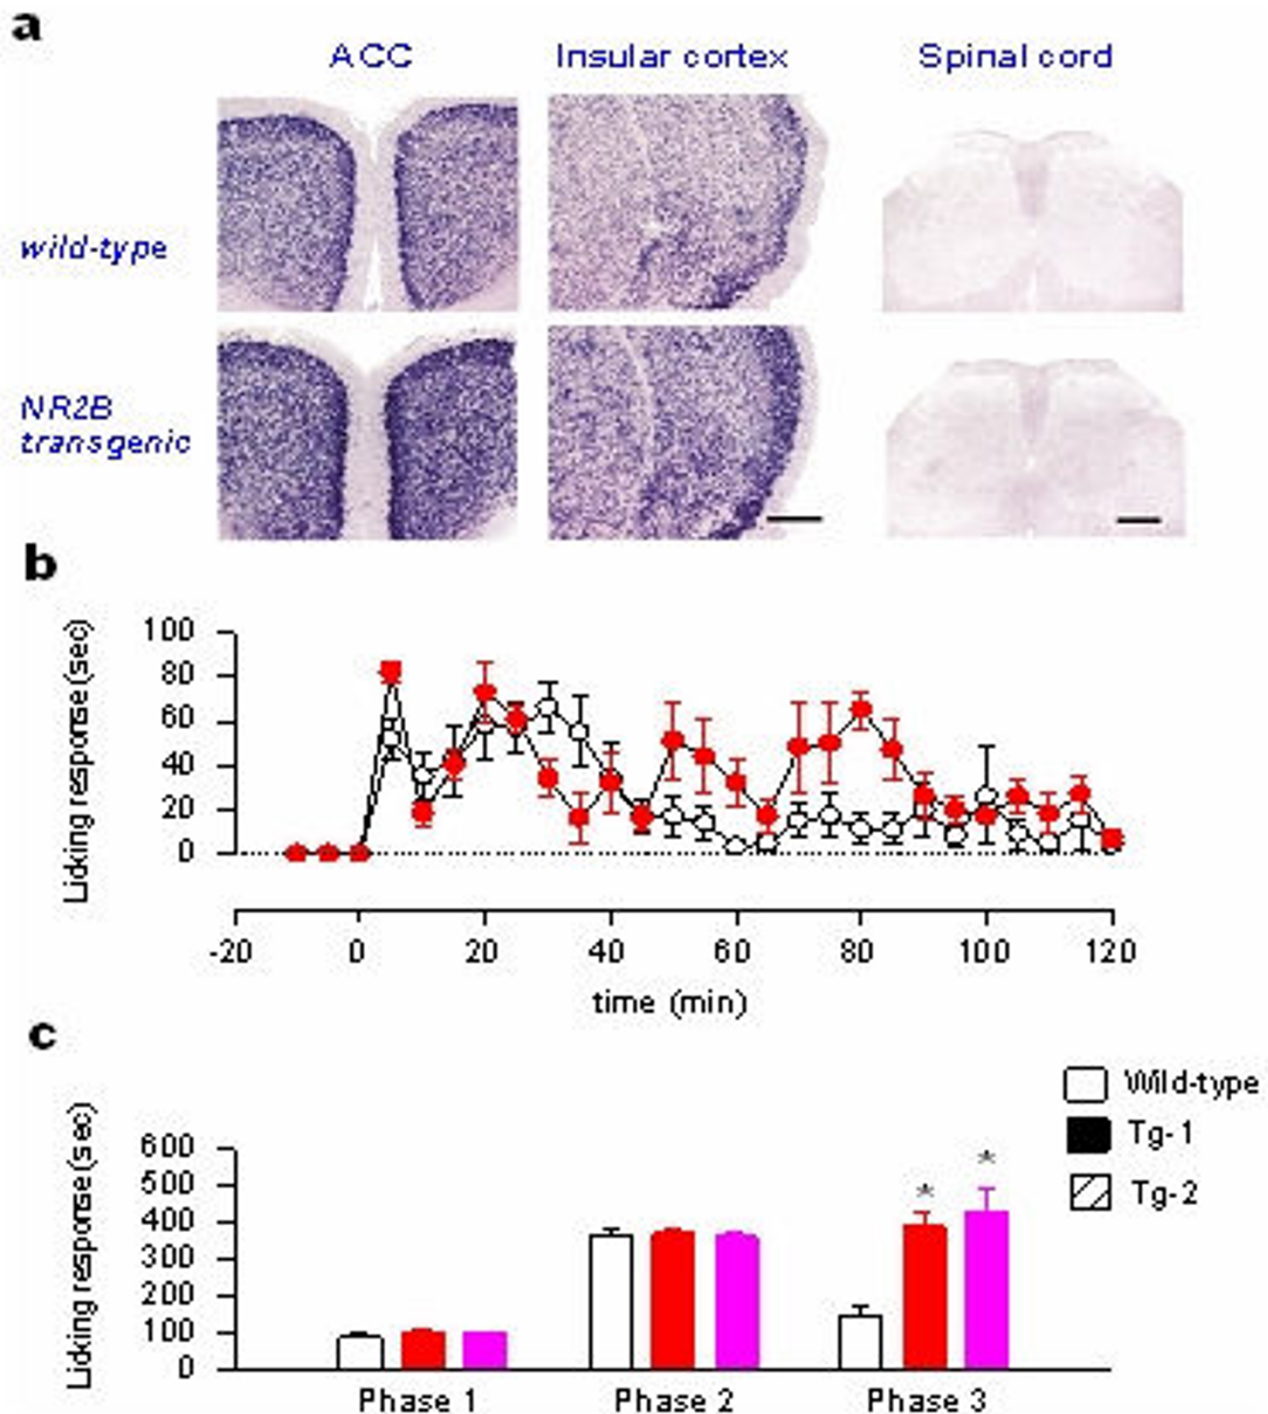 a
ACC Insular cortex Spinal cord
wild-type
NR2B
transgenic
b
Licking response (sec)
100
80
60
40
20
0
-20 0 20 40 60 80 100 120
time (min)
c
Wild-type
Tg-1
Tg-2
Licking response (sec)
600
500
400
300
200
100
0
* *
Phase 1 Phase 2 Phase 3